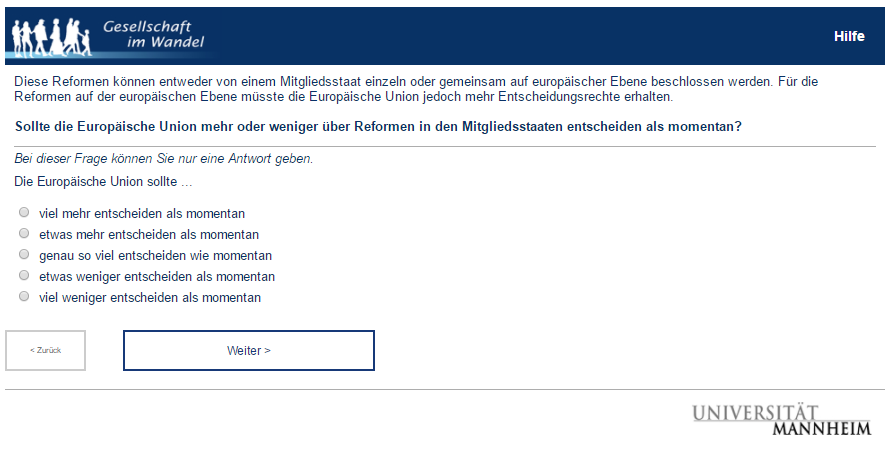 Gesellschaft
im Wandel
Hilfe
Diese Reformen können entweder von einem Mitgliedsstaat einzeln oder gemeinsam auf europäischer Ebene beschlossen werden. Für die
Reformen auf der europäischen Ebene müsste die Europäische Union jedoch mehr Entscheidungsrechte erhalten.
Sollte die Europäische Union mehr oder weniger über Reformen in den Mitgliedsstaaten entscheiden als momentan?
Bei dieser Frage können Sie nur eine Antwort geben.
Die Europäische Union sollte ...
viel mehr entscheiden als momentan
etwas mehr entscheiden als momentan
genau so viel entscheiden wie momentan
etwas weniger entscheiden als momentan
viel weniger entscheiden als momentan
< Zurück
Weiter >
UNIVERSITÄT
MANNHEIM